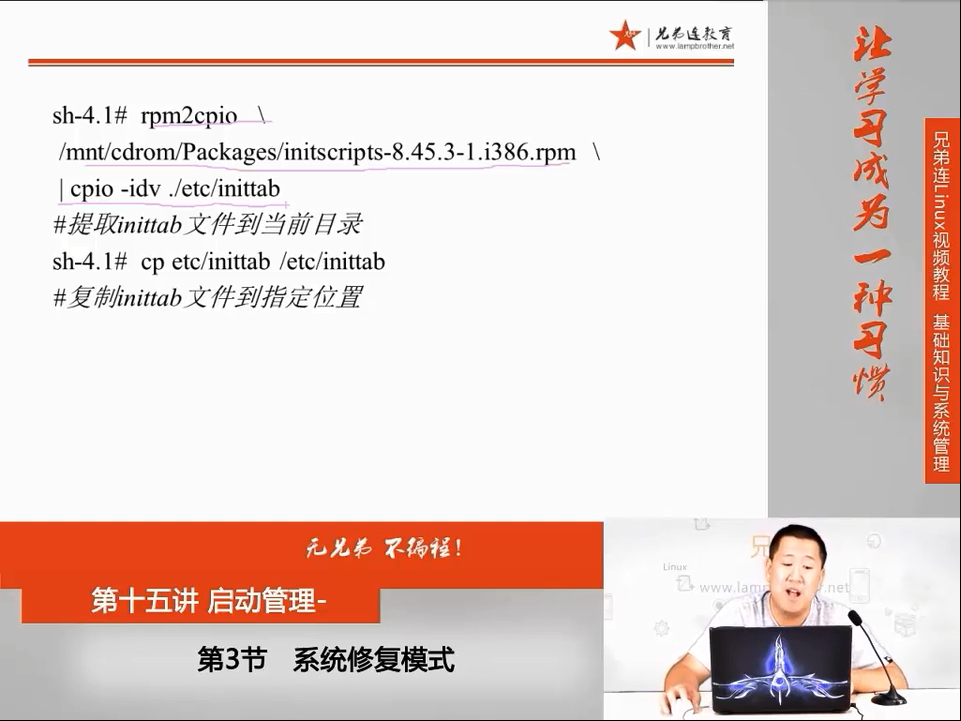 兄弟连教育
www.lampbrother.net
sh-4.1# rpm2cpio \
/mnt/cdrom/Packages/initscripts-8.45.3-1.i386.rpm \
| cpio -idv ./etc/inittab
#提取inittab文件到当前目录
sh-4.1# cp etc/inittab /etc/inittab
#复制inittab文件到指定位置
让学习成为一种习惯
兄弟连Linux视频教程 基础知识与系统管理
无兄弟 不编程!
第十五讲 启动管理-
第3节 系统修复模式
Linux